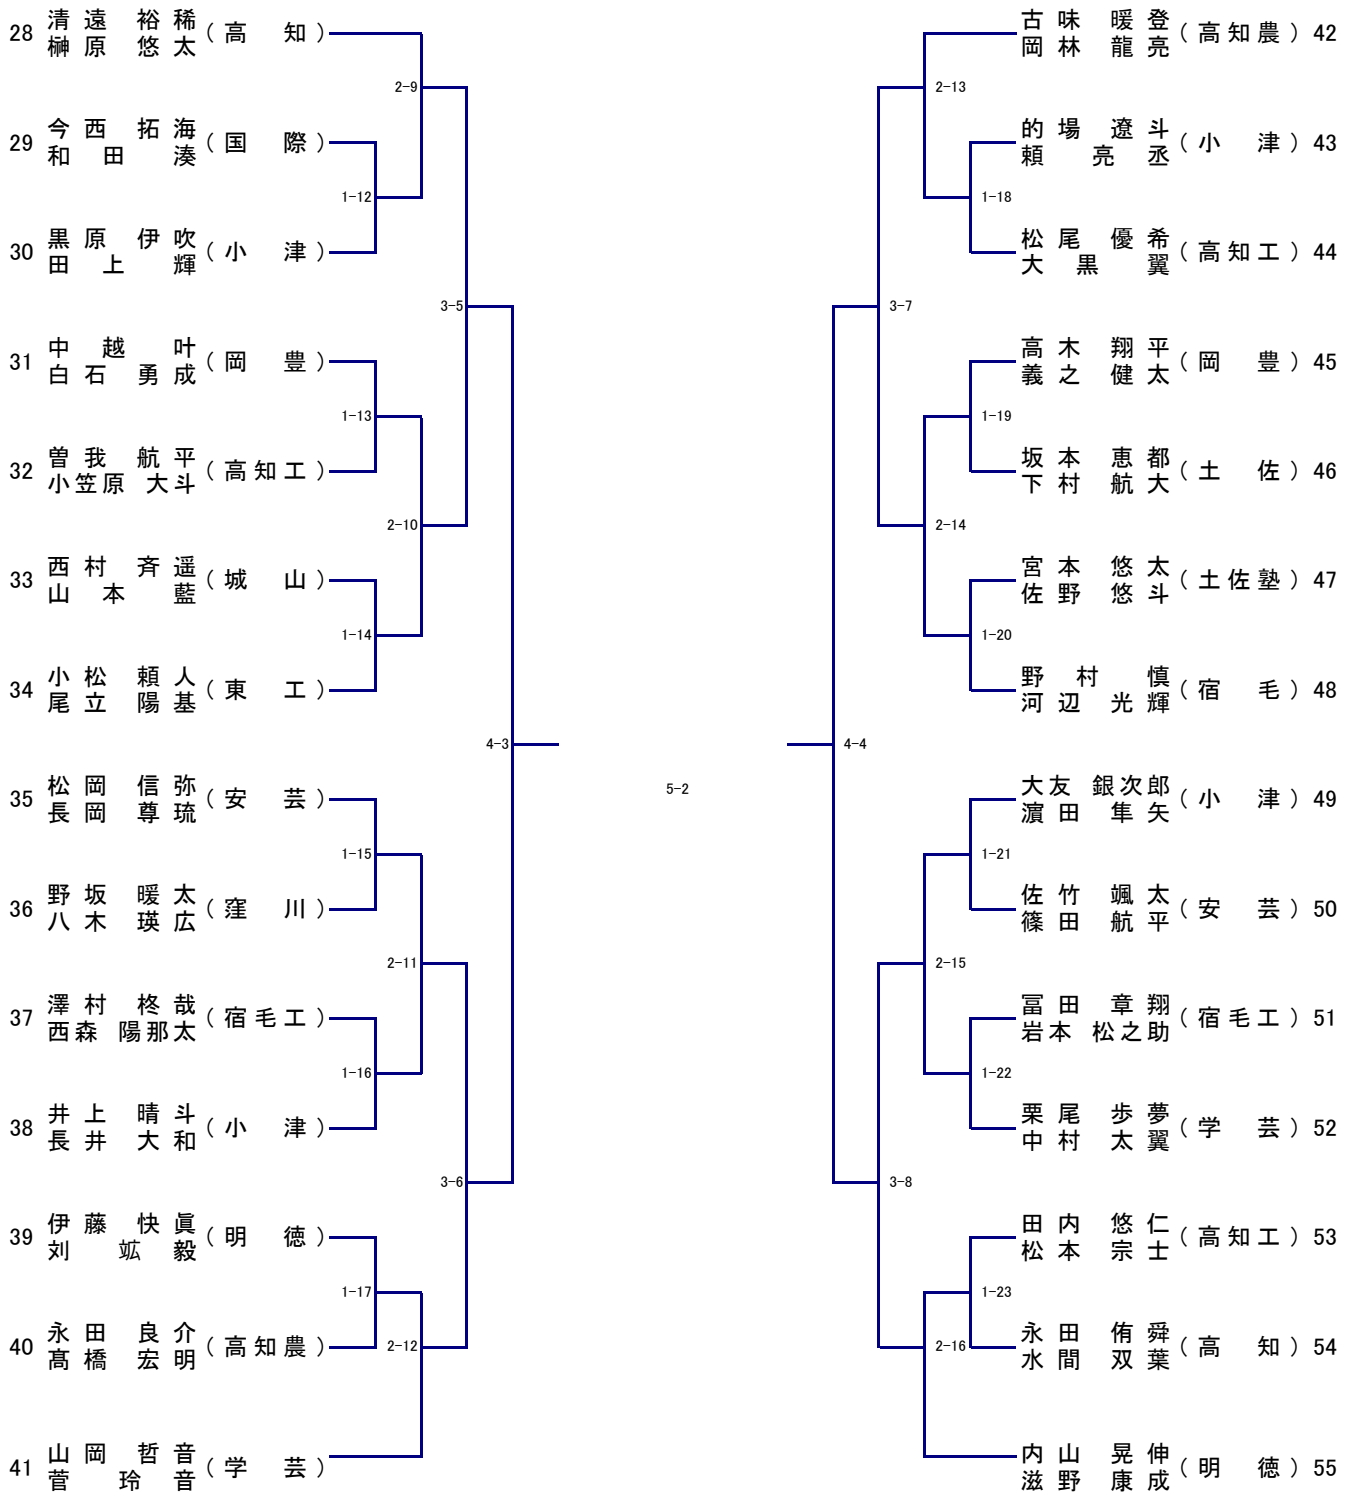 28 清遠 裕稀 (高 知)
榊原 悠太
2-9
29 今西 拓海 (国 際)
和田 湊
1-12
30 黒原 伊吹 (小 津)
田上 輝
3-5
31 中越 叶 (岡 豊)
白石 勇成
1-13
32 曽我 航平 (高知工)
小笠原 大斗
2-10
33 西村 斉遥 (城 山)
山本 藍
1-14
34 小松 頼人 (東 工)
尾立 陽基
4-3
35 松岡 信弥 (安 芸)
長岡 尊琉
1-15
36 野坂 暖太 (窪 川)
八木 瑛広
2-11
37 澤村 柊哉 (宿毛工)
西森 陽那太
1-16
38 井上 晴斗 (小 津)
長井 大和
3-6
39 伊藤 快眞 (明 徳)
刘 竑毅
1-17
40 永田 良介 (高知農)
髙橋 宏明
2-12
41 山岡 哲音 (学 芸)
菅 玲音
5-2
古味 暖登 (高知農) 42
岡林 龍亮
2-13
的場 遼斗 (小 津) 43
頼 亮丞
1-18
松尾 優希 (高知工) 44
大黒 翼
3-7
高木 翔平 (岡 豊) 45
義之 健太
1-19
坂本 恵都 (土 佐) 46
下村 航大
2-14
宮本 悠太 (土佐塾) 47
佐野 悠斗
1-20
野村 慎 (宿 毛) 48
河辺 光輝
4-4
大友 銀次郎 (小 津) 49
濵田 隼矢
1-21
佐竹 颯太 (安 芸) 50
篠田 航平
2-15
冨田 章翔 (宿毛工) 51
岩本 松之助
1-22
栗尾 歩夢 (学 芸) 52
中村 太翼
3-8
田内 悠仁 (高知工) 53
松本 宗士
1-23
永田 侑舜 (高 知) 54
水間 双葉
2-16
内山 晃伸 (明 徳) 55
滋野 康成